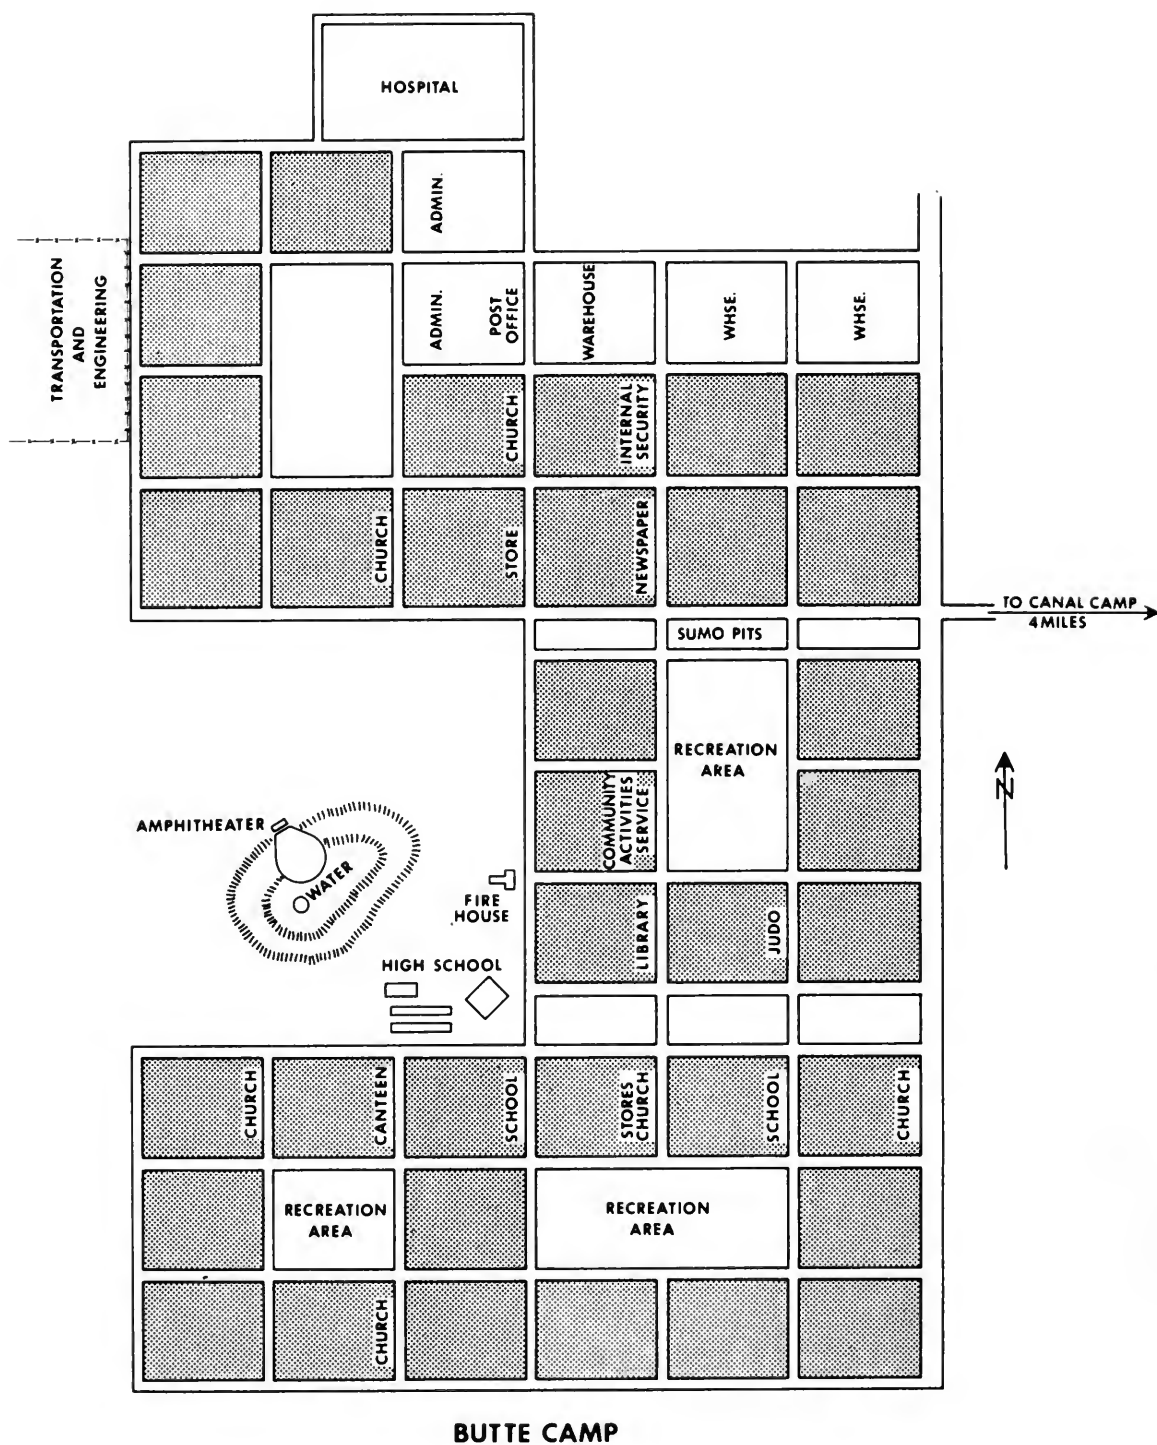 HOSPITAL
ADMIN.
TRANSPORTATION
AND
ENGINEERING
ADMIN.
POST
OFFICE
WAREHOUSE
WHSE.
WHSE.
CHURCH
INTERNAL
SECURITY
CHURCH
STORE
NEWSPAPER
TO CANAL CAMP
4 MILES
SUMO PITS
RECREATION
AREA
N
COMMUNITY
ACTIVITIES
SERVICE
AMPHITHEATER
WATER
FIRE
HOUSE
LIBRARY
JUDO
HIGH SCHOOL
CHURCH
CANTEEN
SCHOOL
STORES
CHURCH
SCHOOL
CHURCH
RECREATION
AREA
RECREATION
AREA
CHURCH
BUTTE CAMP